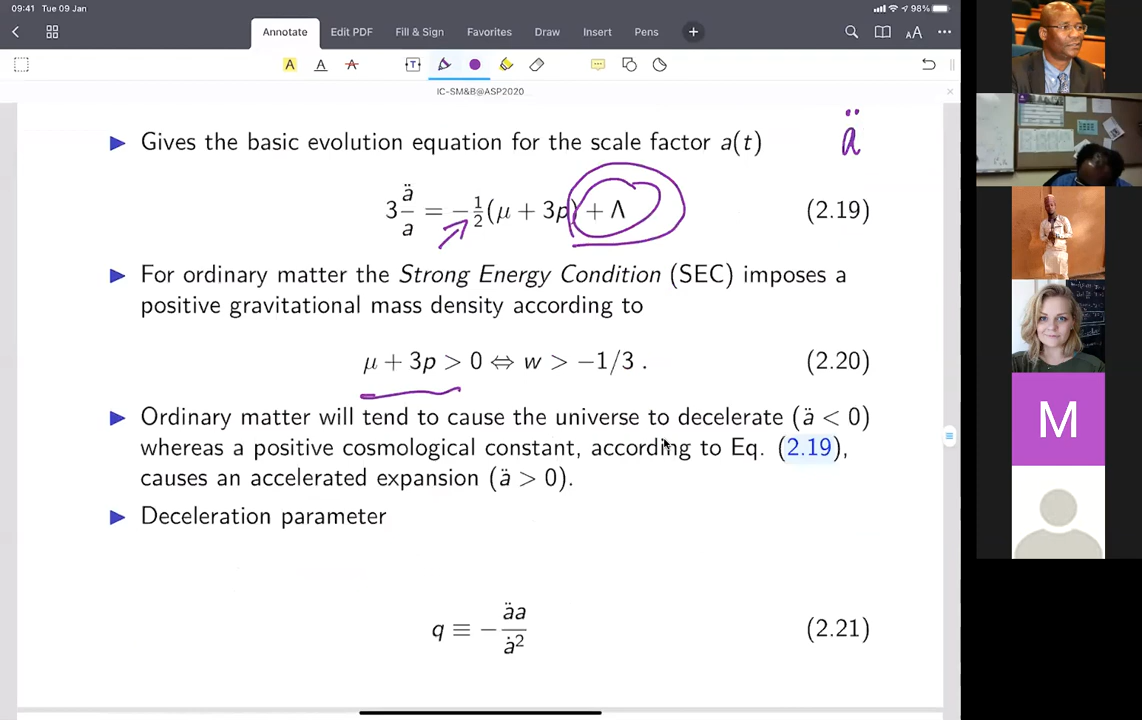 09:41 Tue 09 Jan
98%
Annotate Edit PDF Fill & Sign Favorites Draw Insert Pens
IC-SM&B@ASP2020
ä
Gives the basic evolution equation for the scale factor a(t)
3 ä/a = −½(μ + 3p) + Λ (2.19)
For ordinary matter the Strong Energy Condition (SEC) imposes a
positive gravitational mass density according to
μ + 3p > 0 ⇔ w > −1/3 . (2.20)
Ordinary matter will tend to cause the universe to decelerate (ä < 0)
whereas a positive cosmological constant, according to Eq. (2.19),
causes an accelerated expansion (ä > 0).
Deceleration parameter
q ≡ − äa/ȧ² (2.21)
M